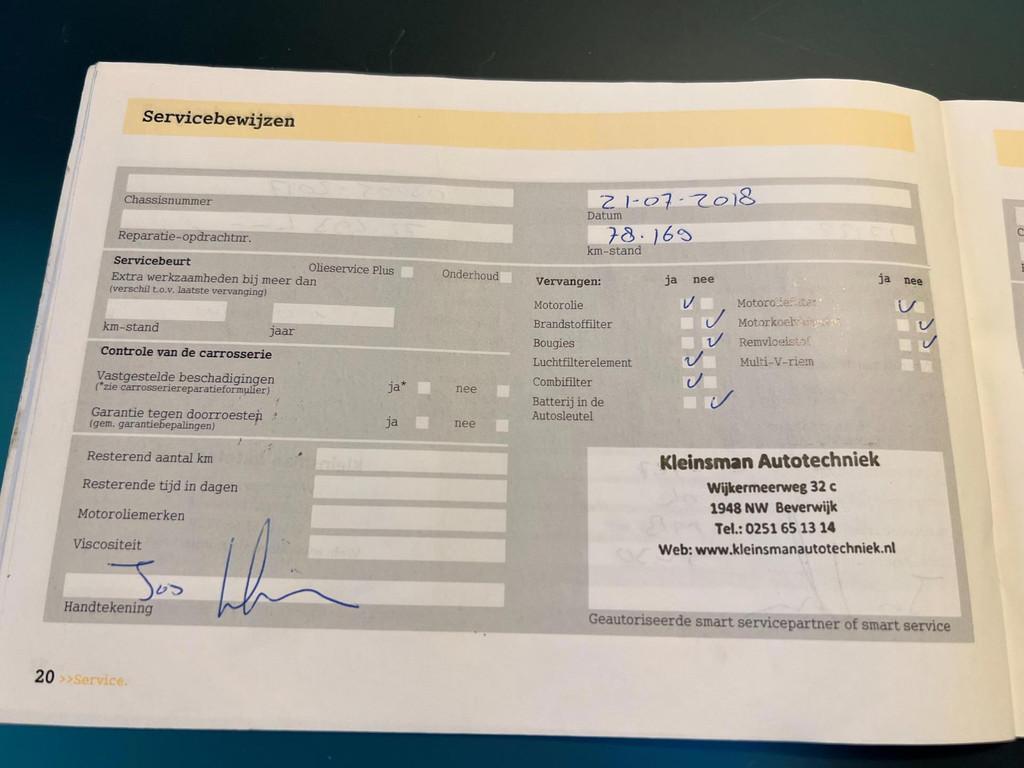 Servicebewijzen
Chassisnummer
21-07-2018
Datum
Reparatie-opdrachtnr.
78.169
km-stand
Servicebeurt
Olieservice Plus
Onderhoud
Extra werkzaamheden bij meer dan
(verschil t.o.v. laatste vervanging)
km-stand
jaar
Controle van de carrosserie
Vastgestelde beschadigingen
(*zie carrosseriereparatieformulier)
ja*
nee
Garantie tegen doorroesten
(gem. garantiebepalingen)
ja
nee
Resterend aantal km
Resterende tijd in dagen
Motoroliemerken
Viscositeit
Jos
Handtekening
Vervangen:
ja nee
ja nee
Motorolie
Brandstoffilter
Bougies
Luchtfilterelement
Combifilter
Batterij in de
Autosleutel
Remvloeistof
Multi-V-riem
Kleinsman Autotechniek
Wijkermeerweg 32 c
1948 NW Beverwijk
Tel.: 0251 65 13 14
Web: www.kleinsmanautotechniek.nl
Geautoriseerde smart servicepartner of smart service
20 >>Service.